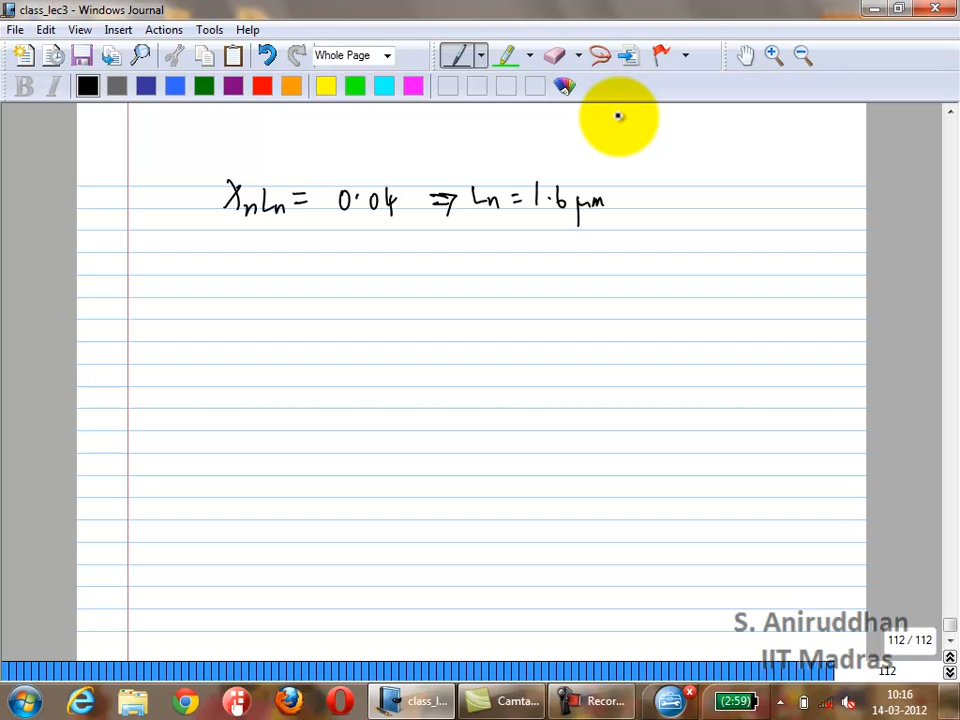 class_lec3 - Windows Journal
File Edit View Insert Actions Tools Help
Whole Page
B I
XnLn = 0.04 ⇒ Ln = 1.6 μm
S. Aniruddhan
IIT Madras
112 / 112
112
class_l... Camta... Recor... (2:59) 10:16
14-03-2012